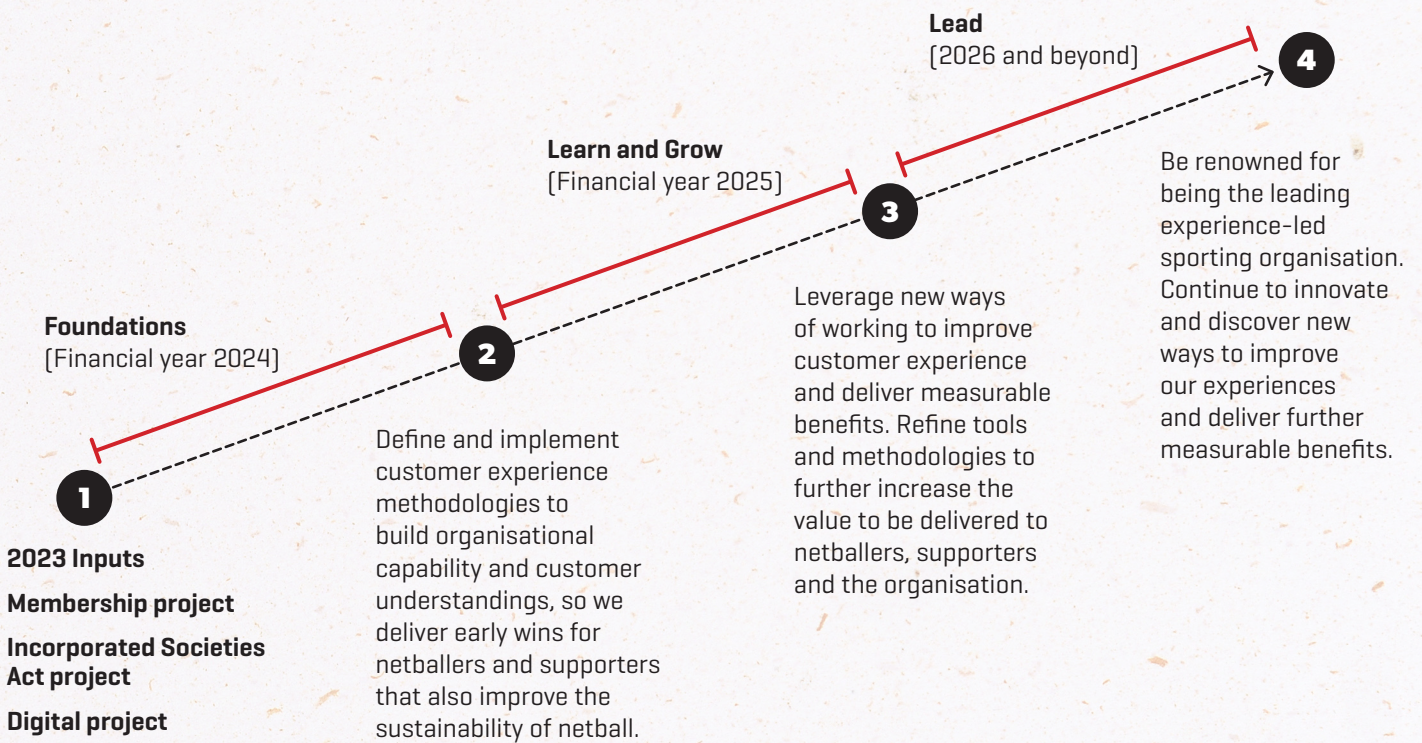 Lead
(2026 and beyond)
4
Be renowned for
being the leading
experience-led
sporting organisation.
Continue to innovate
and discover new
ways to improve
our experiences
and deliver further
measurable benefits.
Learn and Grow
(Financial year 2025)
3
Leverage new ways
of working to improve
customer experience
and deliver measurable
benefits. Refine tools
and methodologies to
further increase the
value to be delivered to
netballers, supporters
and the organisation.
Foundations
(Financial year 2024)
2
Define and implement
customer experience
methodologies to
build organisational
capability and customer
understandings, so we
deliver early wins for
netballers and supporters
that also improve the
sustainability of netball.
1
2023 Inputs
Membership project
Incorporated Societies
Act project
Digital project